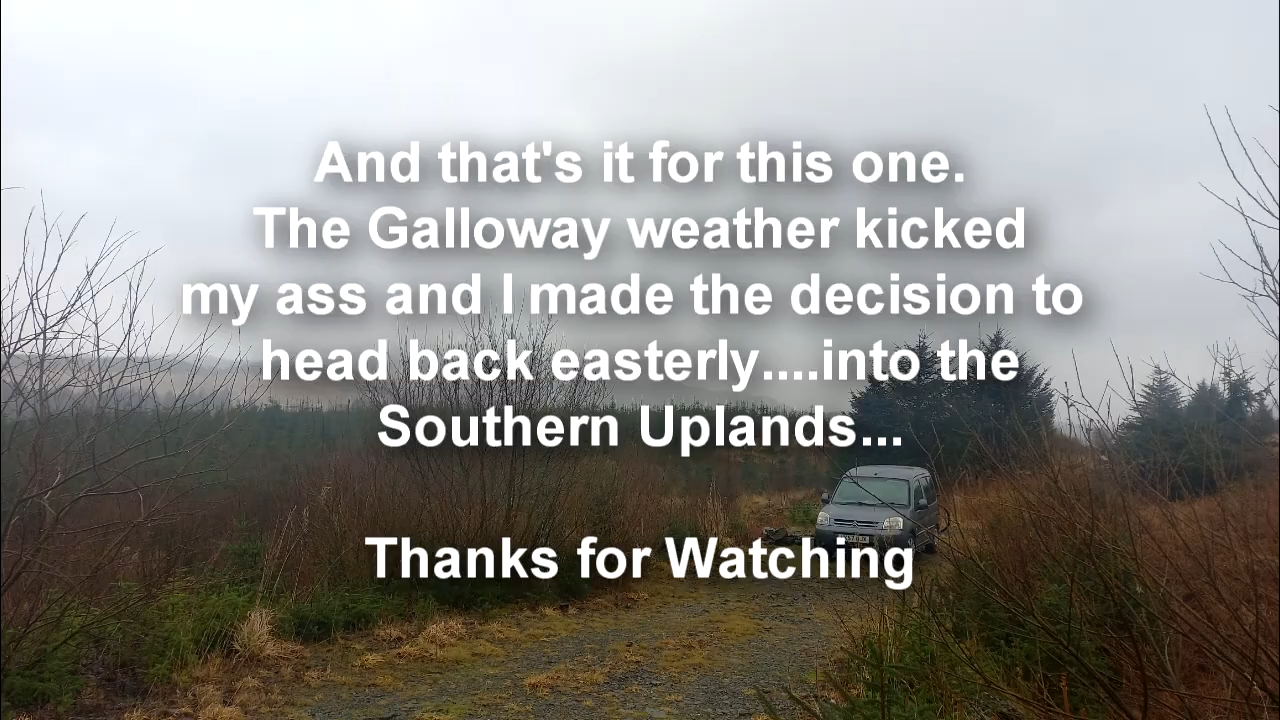 And that's it for this one.
The Galloway weather kicked
my ass and I made the decision to
head back easterly....into the
Southern Uplands...
Thanks for Watching